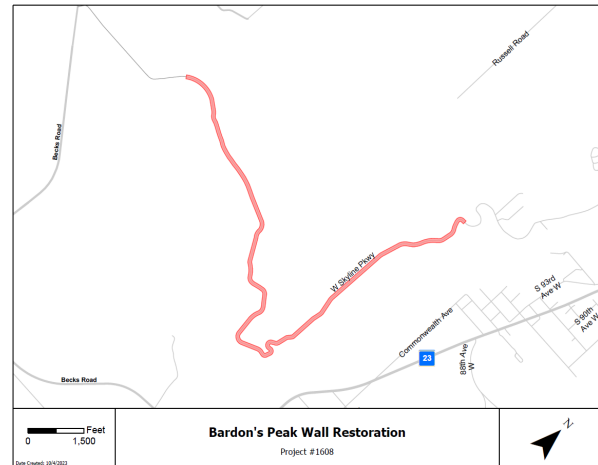 Russell Road
Becks Road
W Skyline Pkwy
S 93rd
Ave W
S 90th
Ave W
Commonwealth Ave
23
88th Ave
W
Becks Road
Feet
0 1,500
Date Created: 10/4/2023
Bardon's Peak Wall Restoration
Project #1608
N